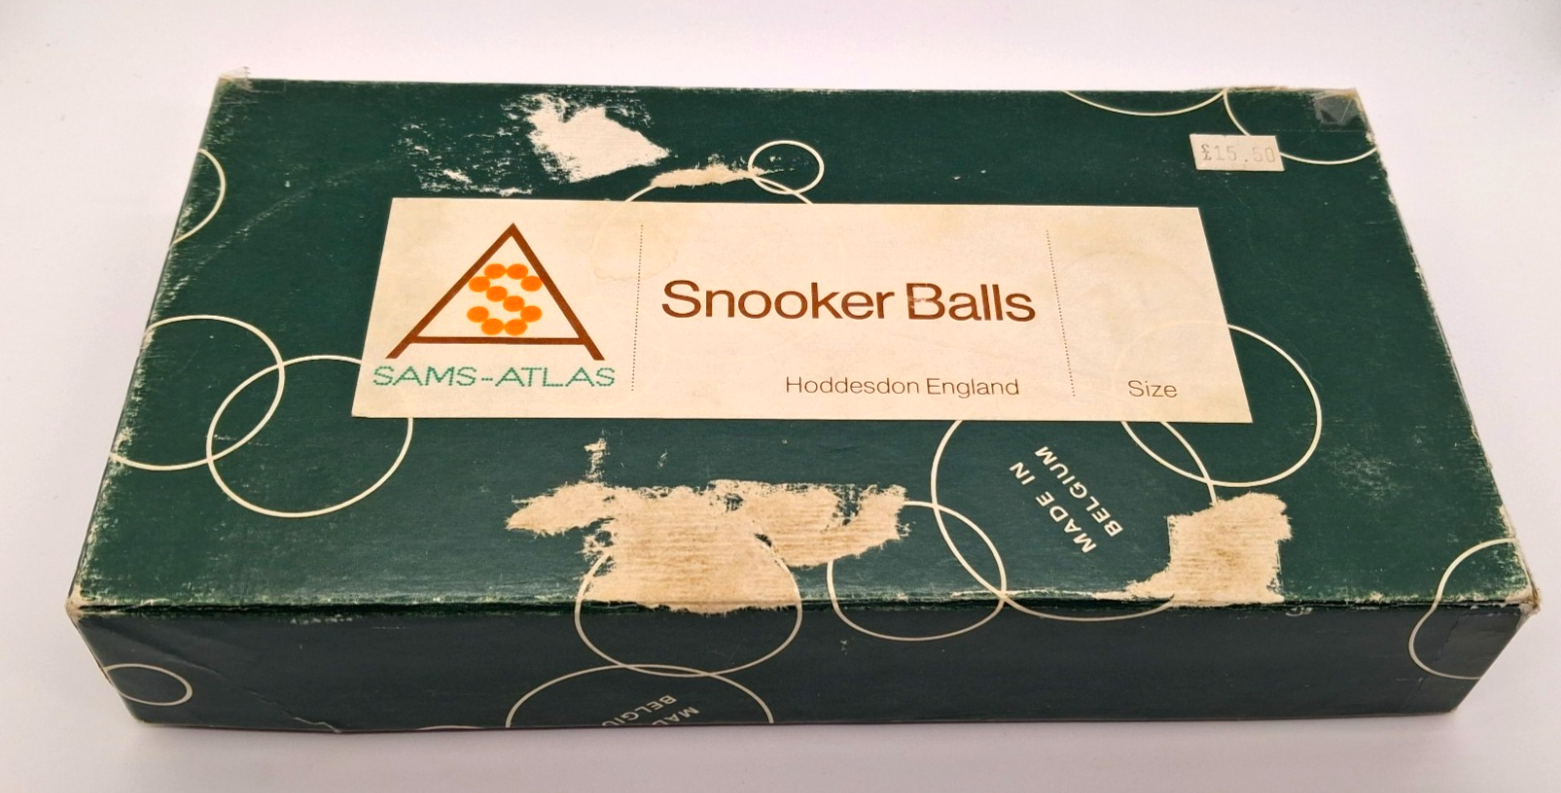 £15.50
SAMS-ATLAS
Snooker Balls
Hoddesdon England
Size
MADE IN
BELGIUM